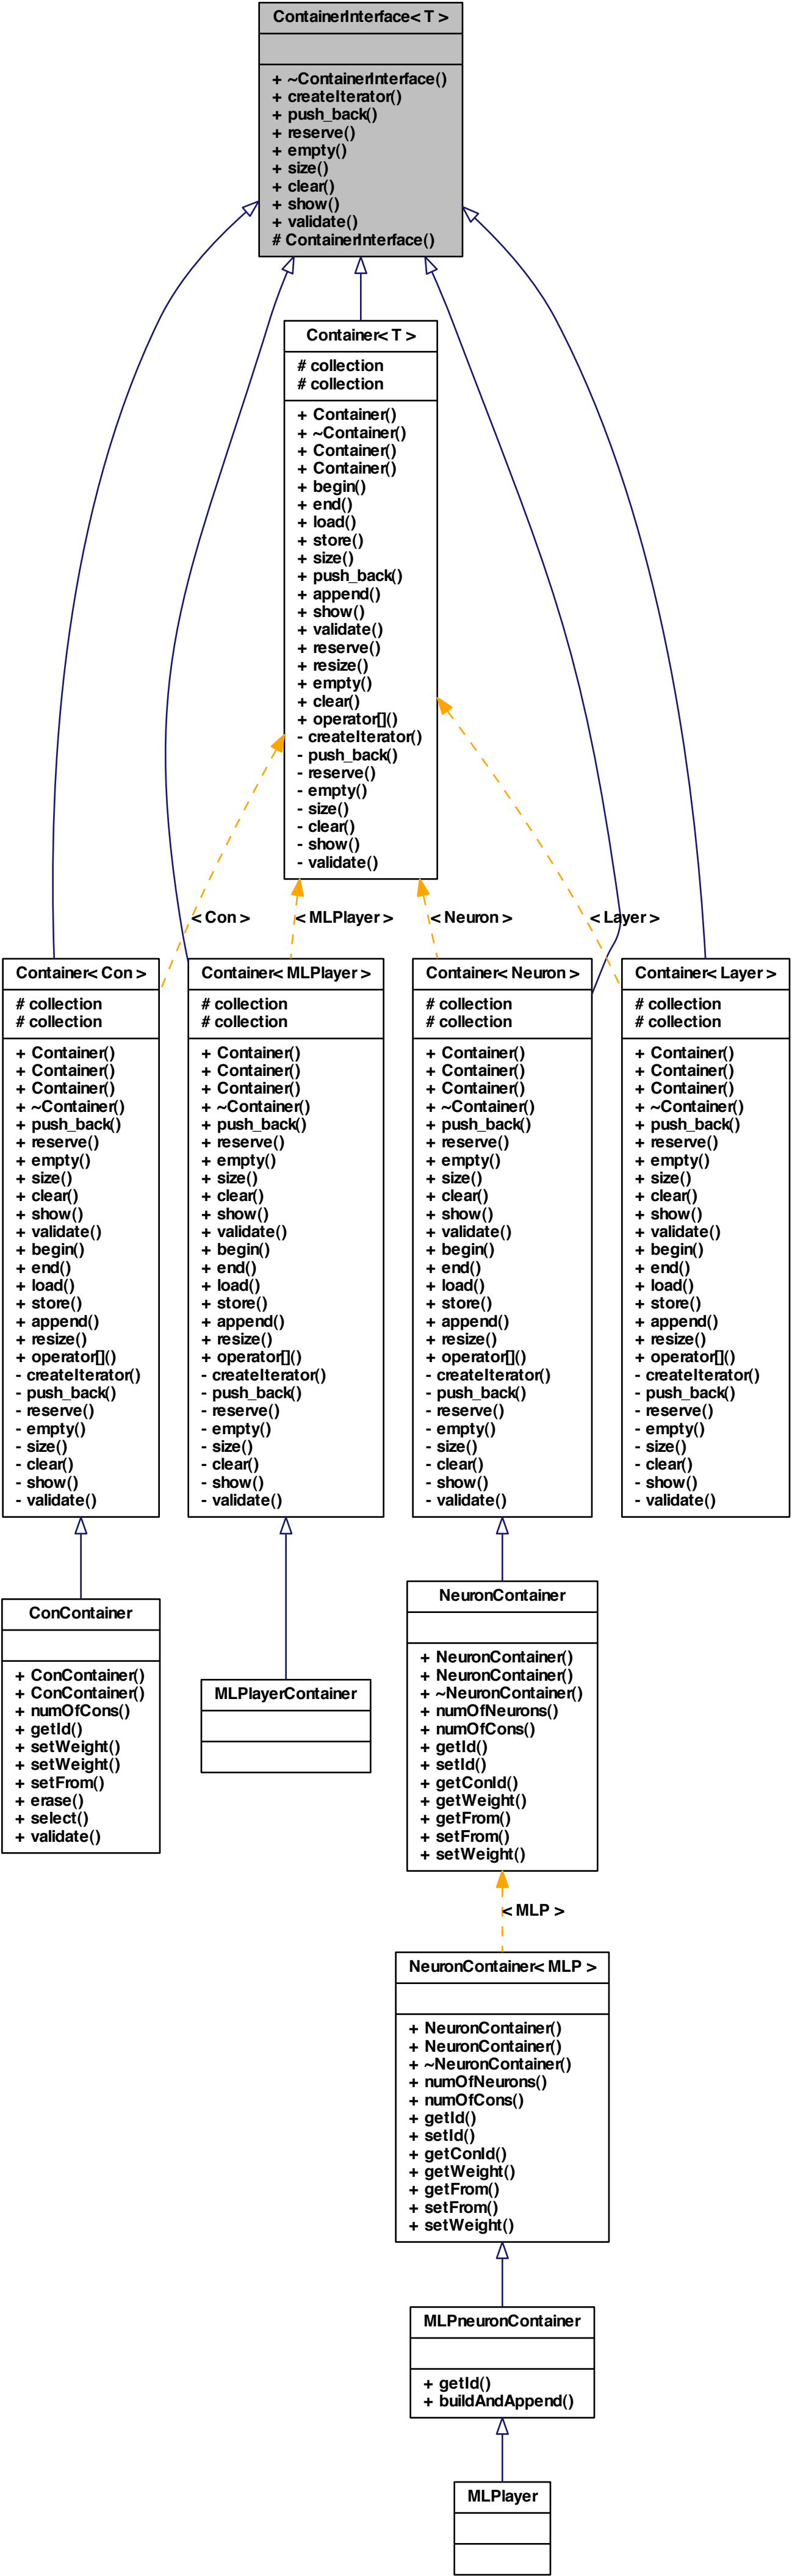 ContainerInterface< T >
+ ~ContainerInterface()
+ createIterator()
+ push_back()
+ reserve()
+ empty()
+ size()
+ clear()
+ show()
+ validate()
# ContainerInterface()
Container< T >
# collection
# collection
+ Container()
+ ~Container()
+ Container()
+ Container()
+ begin()
+ end()
+ load()
+ store()
+ size()
+ push_back()
+ append()
+ show()
+ validate()
+ reserve()
+ resize()
+ empty()
+ clear()
+ operator[]()
- createIterator()
- push_back()
- reserve()
- empty()
- size()
- clear()
- show()
- validate()
< Con >
< MLPlayer >
< Neuron >
< Layer >
Container< Con >
# collection
# collection
+ Container()
+ Container()
+ Container()
+ ~Container()
+ push_back()
+ reserve()
+ empty()
+ size()
+ clear()
+ show()
+ validate()
+ begin()
+ end()
+ load()
+ store()
+ append()
+ resize()
+ operator[]()
- createIterator()
- push_back()
- reserve()
- empty()
- size()
- clear()
- show()
- validate()
Container< MLPlayer >
# collection
# collection
+ Container()
+ Container()
+ Container()
+ ~Container()
+ push_back()
+ reserve()
+ empty()
+ size()
+ clear()
+ show()
+ validate()
+ begin()
+ end()
+ load()
+ store()
+ append()
+ resize()
+ operator[]()
- createIterator()
- push_back()
- reserve()
- empty()
- size()
- clear()
- show()
- validate()
Container< Neuron >
# collection
# collection
+ Container()
+ Container()
+ Container()
+ ~Container()
+ push_back()
+ reserve()
+ empty()
+ size()
+ clear()
+ show()
+ validate()
+ begin()
+ end()
+ load()
+ store()
+ append()
+ resize()
+ operator[]()
- createIterator()
- push_back()
- reserve()
- empty()
- size()
- clear()
- show()
- validate()
Container< Layer >
# collection
# collection
+ Container()
+ Container()
+ Container()
+ ~Container()
+ push_back()
+ reserve()
+ empty()
+ size()
+ clear()
+ show()
+ validate()
+ begin()
+ end()
+ load()
+ store()
+ append()
+ resize()
+ operator[]()
- createIterator()
- push_back()
- reserve()
- empty()
- size()
- clear()
- show()
- validate()
ConContainer
+ ConContainer()
+ ConContainer()
+ numOfCons()
+ getId()
+ setWeight()
+ setWeight()
+ setFrom()
+ erase()
+ select()
+ validate()
MLPlayerContainer
NeuronContainer
+ NeuronContainer()
+ NeuronContainer()
+ ~NeuronContainer()
+ numOfNeurons()
+ numOfCons()
+ getId()
+ setId()
+ getConId()
+ getWeight()
+ getFrom()
+ setFrom()
+ setWeight()
< MLP >
NeuronContainer< MLP >
+ NeuronContainer()
+ NeuronContainer()
+ ~NeuronContainer()
+ numOfNeurons()
+ numOfCons()
+ getId()
+ setId()
+ getConId()
+ getWeight()
+ getFrom()
+ setFrom()
+ setWeight()
MLPneuronContainer
+ getId()
+ buildAndAppend()
MLPlayer